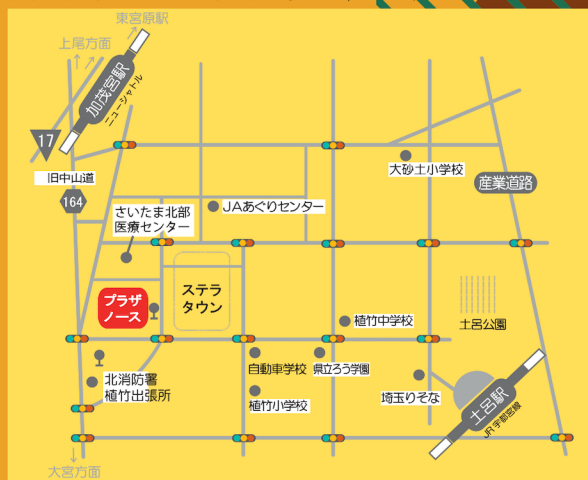 東宮原駅
上尾方面
加茂宮駅
ニューシャトル
17
旧中山道
164
大砂土小学校
産業道路
さいたま北部
医療センター
JAあぐりセンター
プラザ
ノース
ステラ
タウン
植竹中学校
土呂公園
自動車学校
県立ろう学園
北消防署
植竹出張所
植竹小学校
埼玉りそな
土呂駅
JR宇都宮線
大宮方面